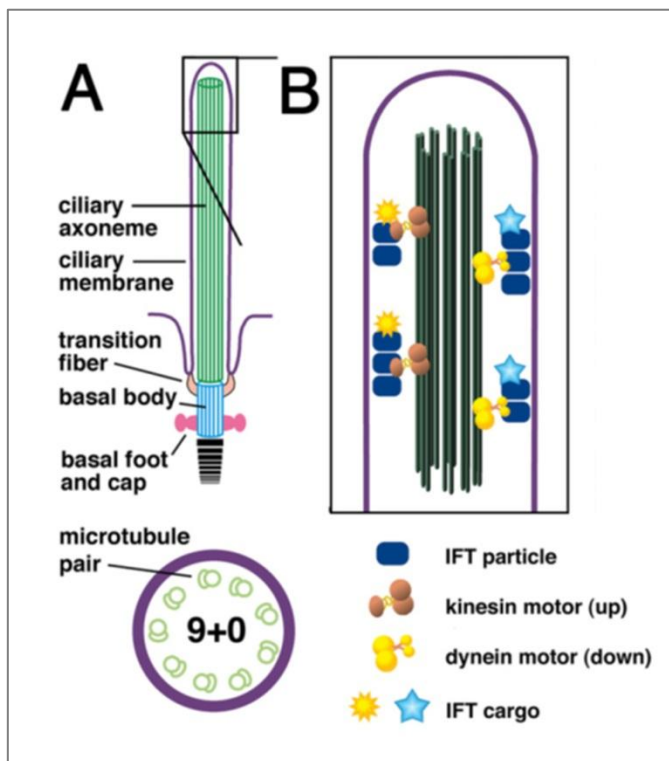 A
B
ciliary
axoneme
ciliary
membrane
transition
fiber
basal body
basal foot
and cap
microtubule
pair
9+0
IFT particle
kinesin motor (up)
dynein motor (down)
IFT cargo